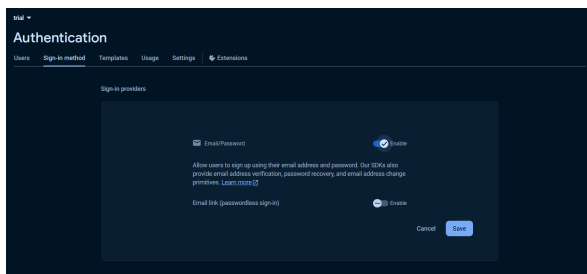 trial
Authentication
Users Sign-in method Templates Usage Settings Extensions
Sign-in providers
Email/Password Enable
Allow users to sign up using their email address and password. Our SDKs also
provide email address verification, password recovery, and email address change
primitives. Learn more
Email link (passwordless sign-in) Enable
Cancel Save